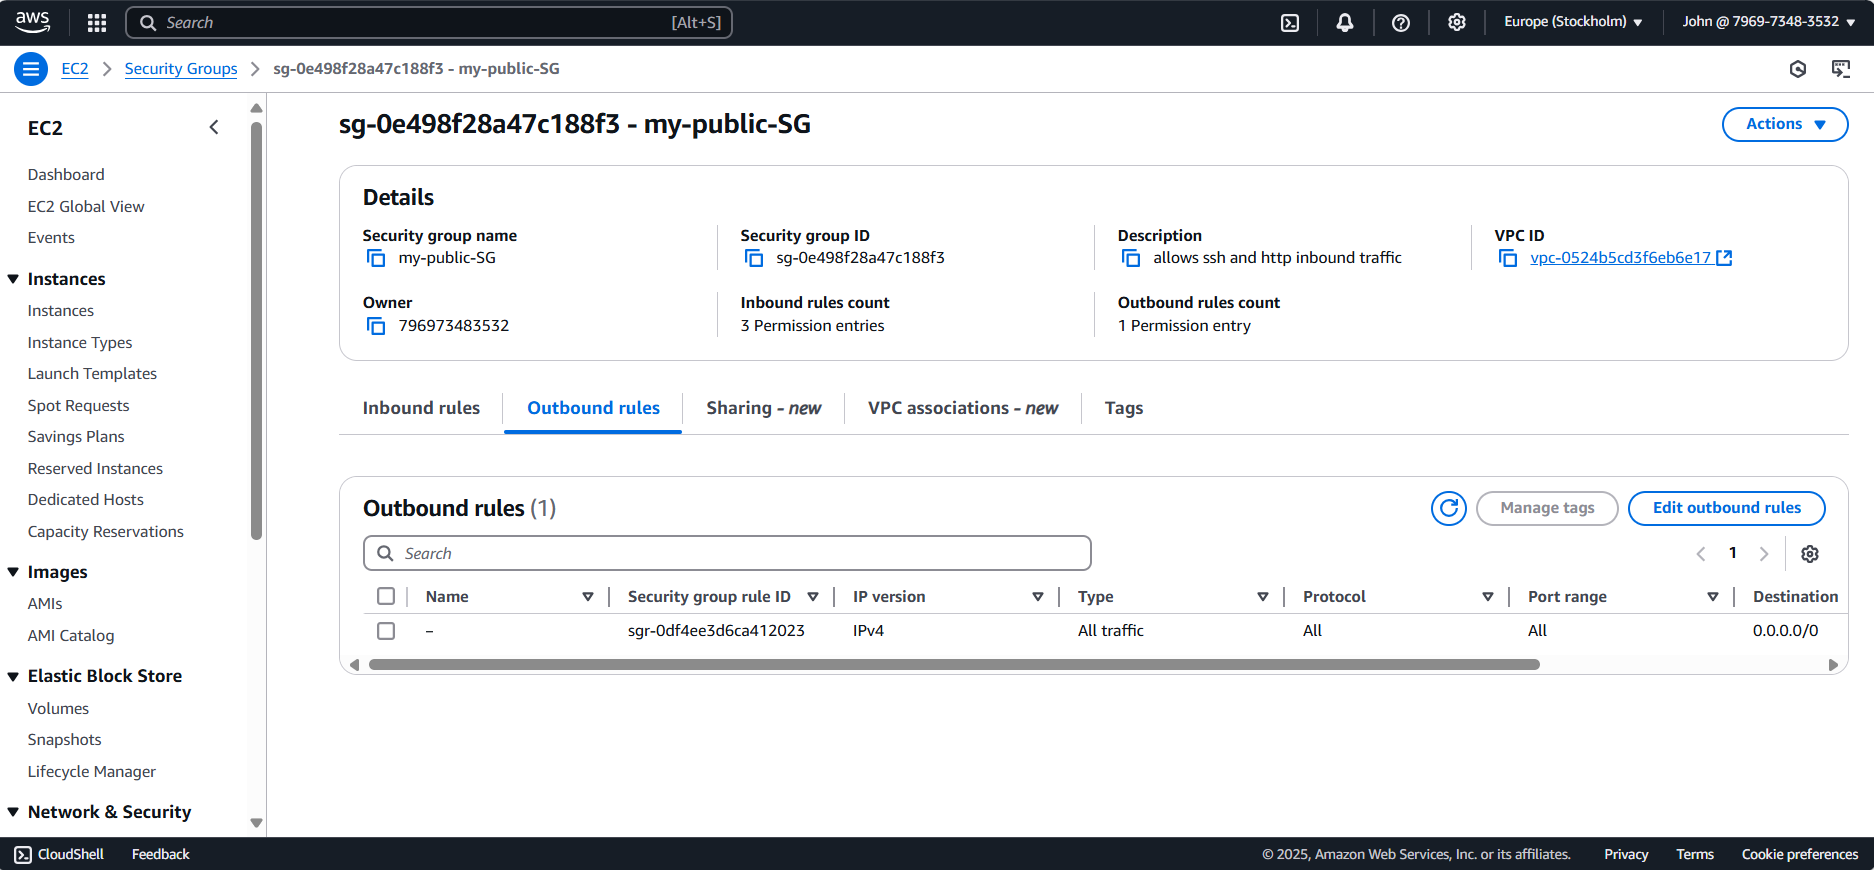 aws
Search [Alt+S]
Europe (Stockholm)
John @ 7969-7348-3532
EC2
Security Groups
sg-0e498f28a47c188f3 - my-public-SG
EC2
Dashboard
EC2 Global View
Events
Instances
Instances
Instance Types
Launch Templates
Spot Requests
Savings Plans
Reserved Instances
Dedicated Hosts
Capacity Reservations
Images
AMIs
AMI Catalog
Elastic Block Store
Volumes
Snapshots
Lifecycle Manager
Network & Security
sg-0e498f28a47c188f3 - my-public-SG
Actions
Details
Security group name
my-public-SG
Security group ID
sg-0e498f28a47c188f3
Description
allows ssh and http inbound traffic
VPC ID
vpc-0524b5cd3f6eb6e17
Owner
796973483532
Inbound rules count
3 Permission entries
Outbound rules count
1 Permission entry
Inbound rules
Outbound rules
Sharing - new
VPC associations - new
Tags
Outbound rules (1)
Manage tags
Edit outbound rules
Search
1
Name Security group rule ID IP version Type Protocol Port range Destination
– sgr-0df4ee3d6ca412023 IPv4 All traffic All All 0.0.0.0/0
CloudShell Feedback
© 2025, Amazon Web Services, Inc. or its affiliates. Privacy Terms Cookie preferences